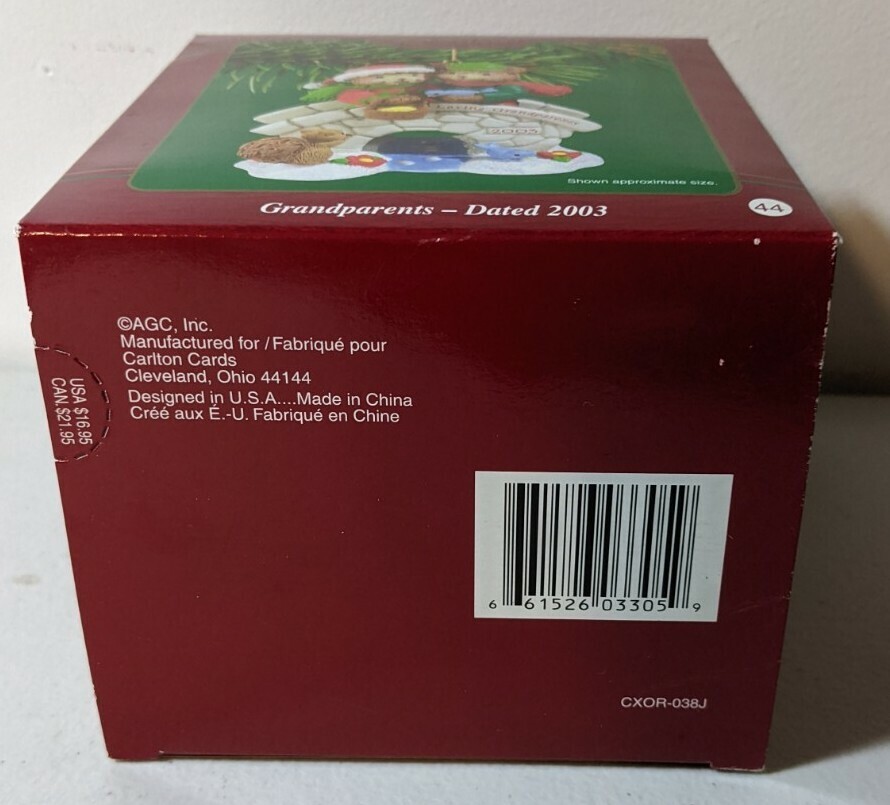 Grandparents
2003
Shown approximate size.
Grandparents – Dated 2003
44
©AGC, Inc.
Manufactured for / Fabriqué pour
Carlton Cards
Cleveland, Ohio 44144
Designed in U.S.A....Made in China
Créé aux É.-U. Fabriqué en Chine
USA $16.95
CAN. $21.95
6 61526 03305 9
CXOR-038J